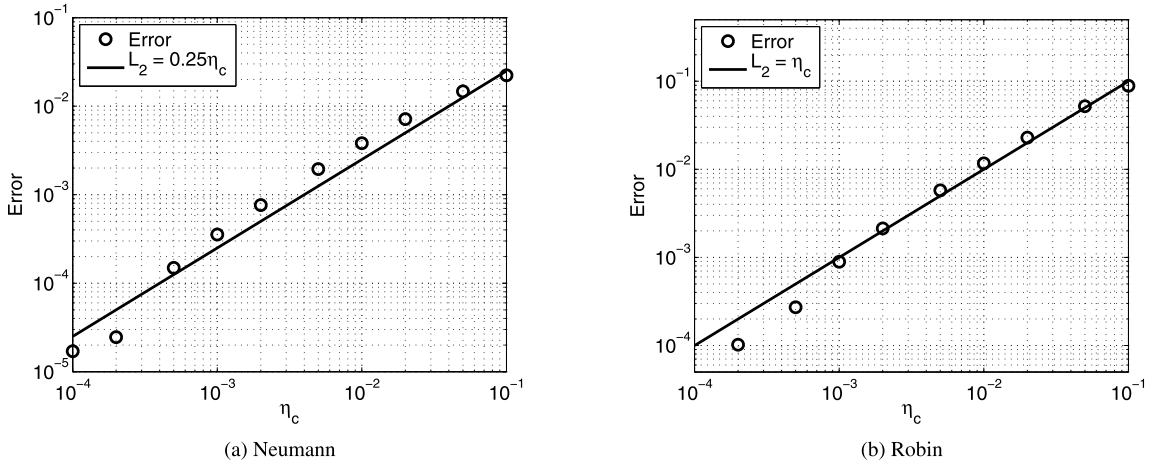 10⁻¹
10⁻²
10⁻³
10⁻⁴
10⁻⁵
Error
Error
L₂ = 0.25η_c
10⁻⁴ 10⁻³ 10⁻² 10⁻¹
η_c
(a) Neumann
10⁻¹
10⁻²
10⁻³
10⁻⁴
Error
Error
L₂ = η_c
10⁻⁴ 10⁻³ 10⁻² 10⁻¹
η_c
(b) Robin